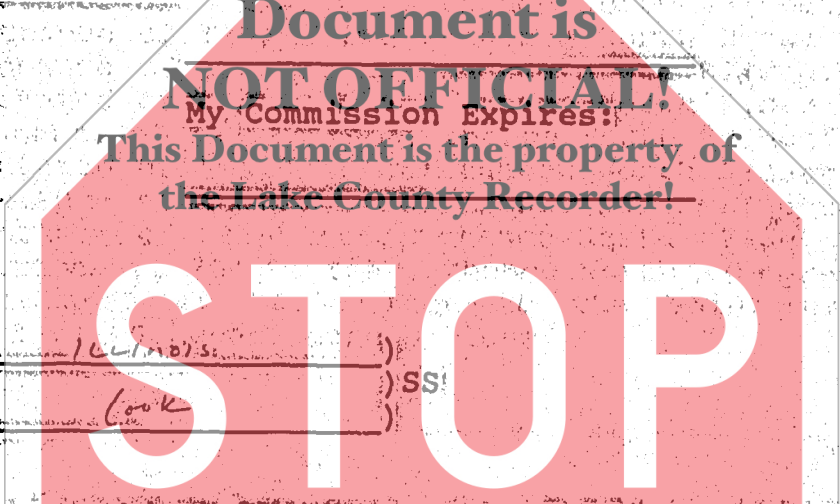 Document is
NOT OFFICIAL!
My Commission Expires:
This Document is the property of
the Lake County Recorder!
STOP
ILLINOIS )
) SS
Cook )